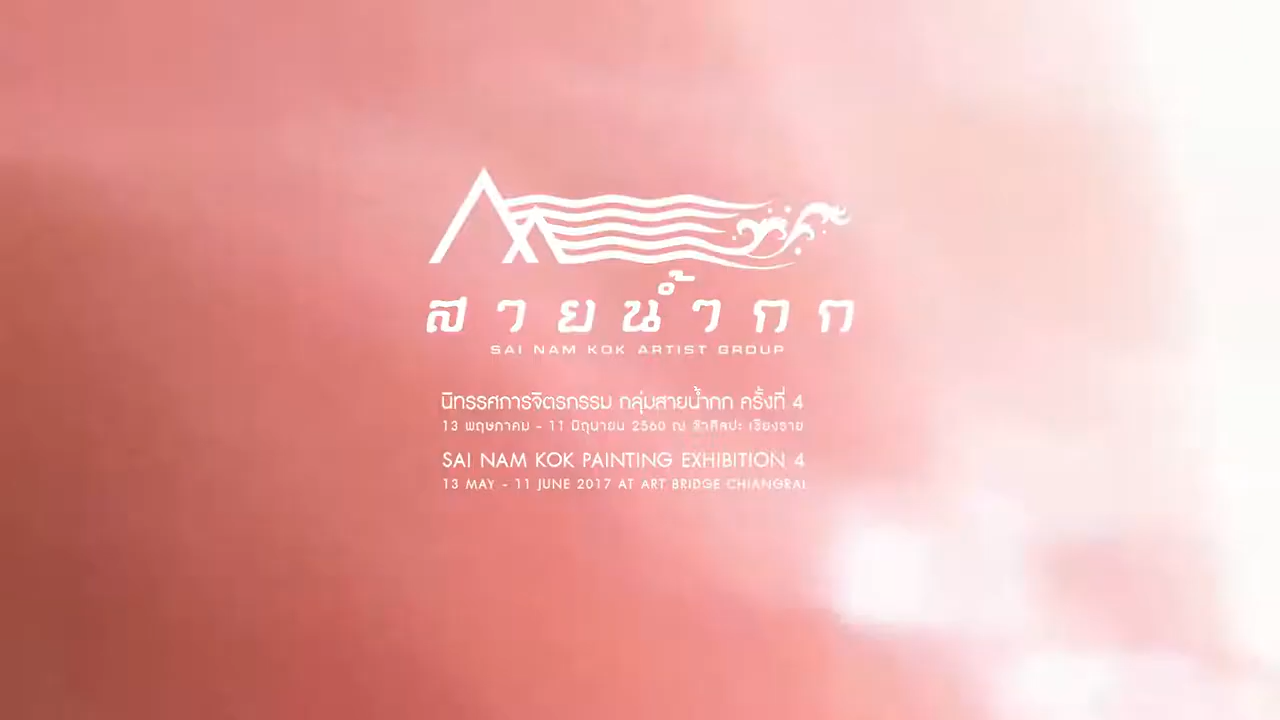 สายน้ำกก
SAI NAM KOK ARTIST GROUP
นิทรรศการจิตรกรรม กลุ่มสายน้ำกก ครั้งที่ 4
13 พฤษภาคม - 11 มิถุนายน 2560 ณ ขัวศิลปะ เชียงราย
SAI NAM KOK PAINTING EXHIBITION 4
13 MAY - 11 JUNE 2017 AT ART BRIDGE CHIANGRAI